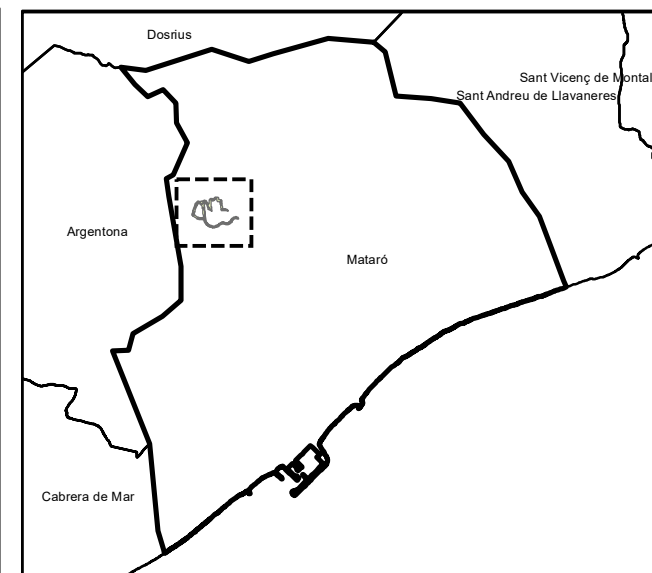 Dosrius
Sant Vicenç de Montal
Sant Andreu de Llavaneres
Argentona
Mataró
Cabrera de Mar